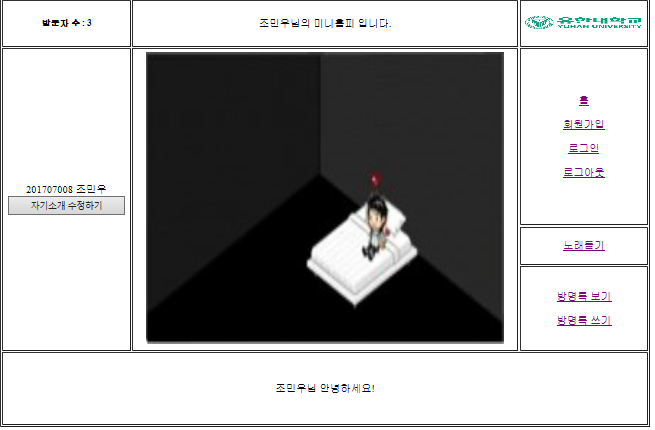 방문자 수 : 3
조민우님의 미니홈피 입니다.
유한대학교
YUHAN UNIVERSITY
홈
회원가입
로그인
로그아웃
201707008 조민우
자기소개 수정하기
노래듣기
방명록 보기
방명록 쓰기
조민우님 안녕하세요!